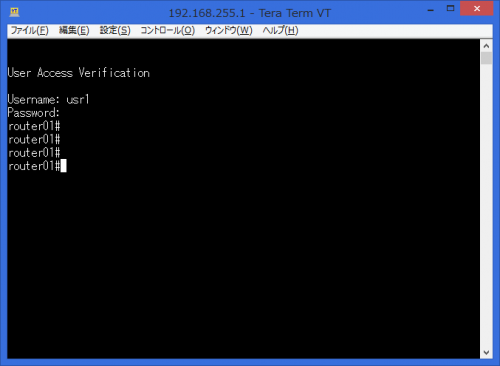 192.168.255.1 - Tera Term VT
ファイル(F) 編集(E) 設定(S) コントロール(O) ウィンドウ(W) ヘルプ(H)
User Access Verification
Username: usr1
Password:
router01#
router01#
router01#
router01#